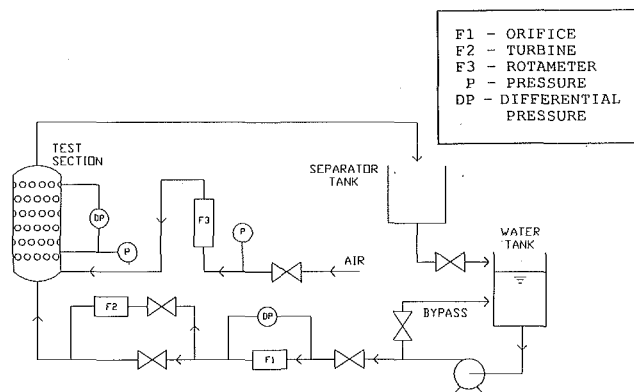 F1 - ORIFICE
F2 - TURBINE
F3 - ROTAMETER
P - PRESSURE
DP - DIFFERENTIAL
PRESSURE
TEST
SECTION
SEPARATOR
TANK
WATER
TANK
DP
F3
P
P
AIR
F2
BYPASS
DP
F1